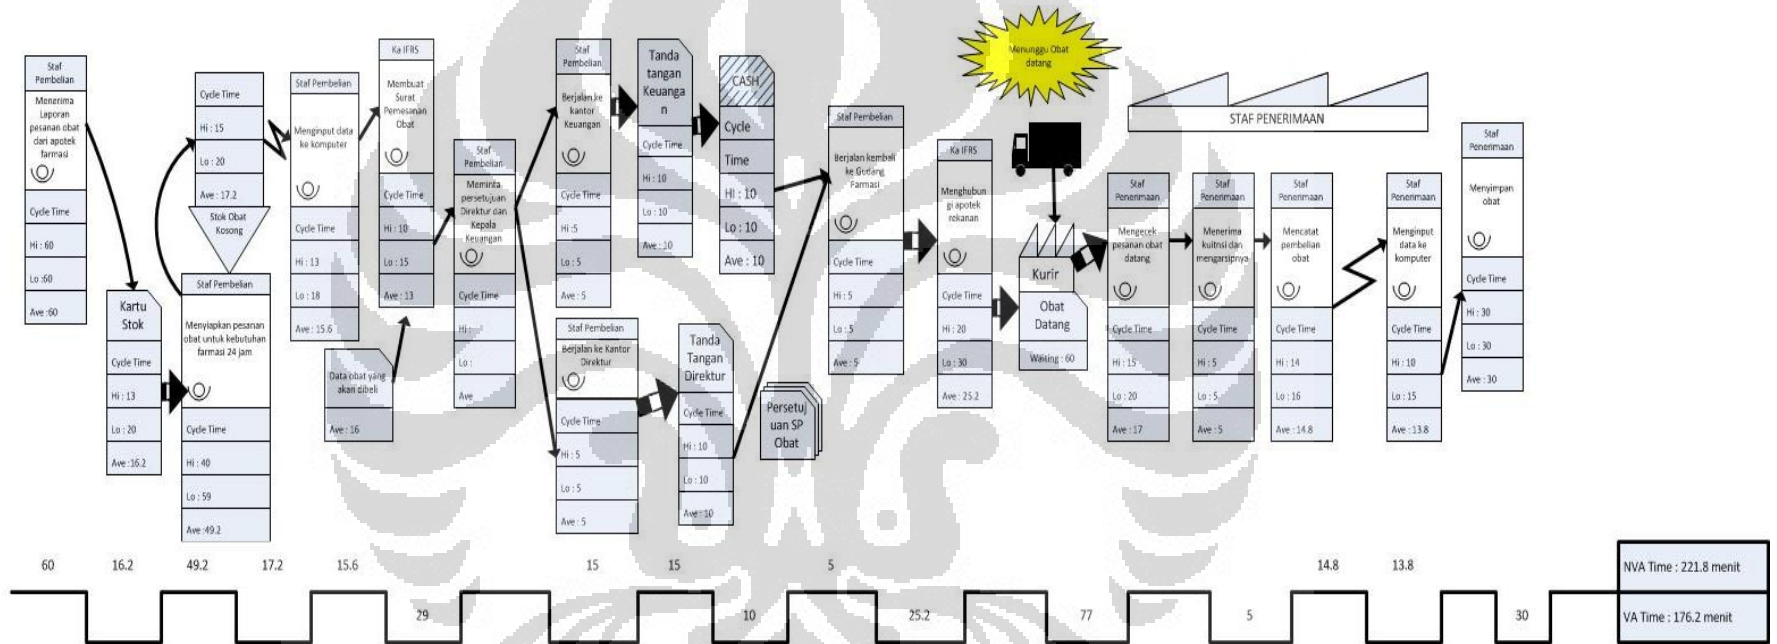 Staf
Pembelian
Menerima
Laporan
pesanan obat
dari apotek
farmasi
Cycle Time
Hi : 60
Lo :60
Ave :60
Kartu
Stok
Cycle Time
Hi : 13
Lo : 20
Ave :16.2
Cycle Time
Hi : 15
Lo : 20
Ave : 17.2
Stok Obat
Kosong
Staf Pembelian
Menyiapkan pesanan
obat untuk kebutuhan
farmasi 24 jam
Cycle Time
Hi : 40
Lo : 59
Ave :49.2
Staf Pembelian
Menginput data
ke komputer
Cycle Time
Hi : 13
Lo : 18
Ave : 15.6
Ka IFRS
Membuat
Surat
Pemesanan
Obat
Cycle Time
Hi : 10
Lo : 15
Ave : 13
Data obat yang
akan dibeli
Ave : 16
Staf
Pembelian
Meminta
persetujuan
Direktur dan
Kepala
Keuangan
Cycle Time
Hi :
Lo :
Ave
Staf
Pembelian
Berjalan ke
kantor
Keuangan
Cycle Time
Hi :5
Lo : 5
Ave : 5
Tanda
tangan
Keuanga
n
Cycle Time
Hi : 10
Lo : 10
Ave : 10
CASH
Cycle
Time
HI : 10
Lo : 10
Ave : 10
Staf Pembelian
Berjalan ke Kantor
Direktur
Cycle Time
Hi : 5
Lo : 5
Ave : 5
Tanda
Tangan
Direktur
Cycle Time
Hi : 10
Lo : 10
Ave : 10
Persetuj
uan SP
Obat
Staf Pembelian
Berjalan kembali
ke Gudang
Farmasi
Cycle Time
Hi : 5
Lo : 5
Ave : 5
Ka IFRS
Menghubun
gi apotek
rekanan
Cycle Time
Hi : 20
Lo : 30
Ave : 25.2
Menunggu Obat
datang
Kurir
Obat
Datang
Waiting : 60
STAF PENERIMAAN
Staf
Penerimaan
Mengecek
pesanan obat
datang
Cycle Time
Hi : 15
Lo : 20
Ave : 17
Staf
Penerimaan
Menerima
kuitnsi dan
mengarsipnya
Cycle Time
Hi : 5
Lo : 5
Ave : 5
Staf
Penerimaan
Mencatat
pembelian
obat
Cycle Time
Hi : 14
Lo : 16
Ave : 14.8
Staf
Penerimaan
Menginput
data ke
komputer
Cycle Time
Hi : 10
Lo : 15
Ave : 13.8
Staf
Penerimaan
Menyimpan
obat
Cycle Time
Hi : 30
Lo : 30
Ave : 30
60 16.2 49.2 17.2 15.6 15 15 5 14.8 13.8
NVA Time : 221.8 menit
29 10 25.2 77 5 30
VA Time : 176.2 menit